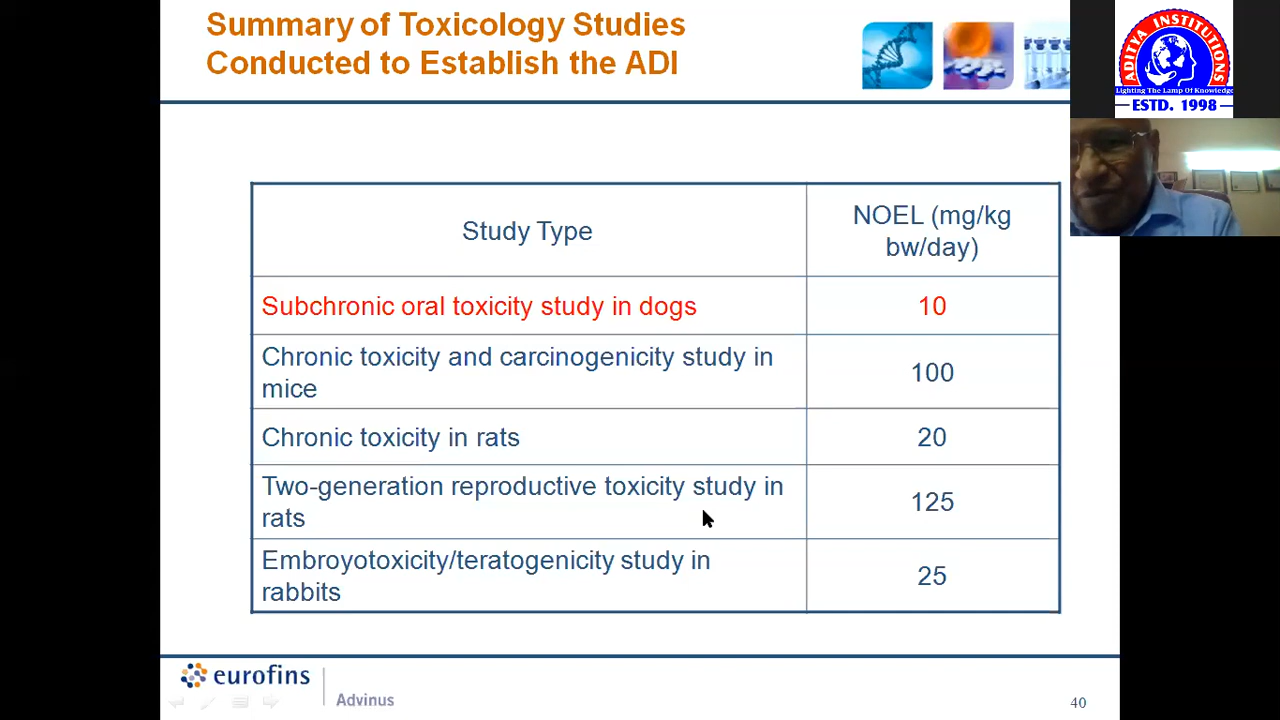 Summary of Toxicology Studies
Conducted to Establish the ADI
ADITYA INSTITUTIONS
Lighting The Lamp Of Knowledge
ESTD. 1998
Study Type
NOEL (mg/kg
bw/day)
Subchronic oral toxicity study in dogs
10
Chronic toxicity and carcinogenicity study in
mice
100
Chronic toxicity in rats
20
Two-generation reproductive toxicity study in
rats
125
Embroyotoxicity/teratogenicity study in
rabbits
25
eurofins
Advinus
40